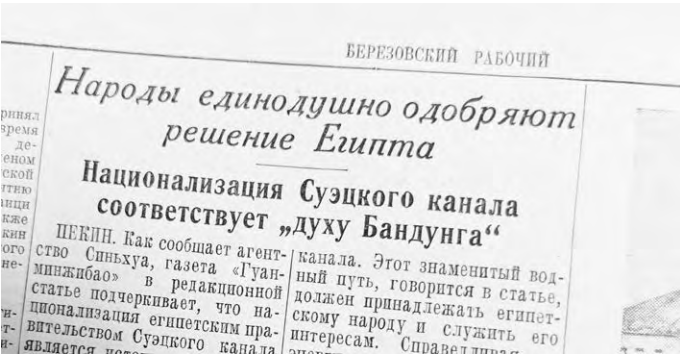 БЕРЕЗОВСКИЙ РАБОЧИЙ
Народы единодушно одобряют
решение Египта
Национализация Суэцкого канала
соответствует „духу Бандунга“
ПЕКИН. Как сообщает агент-
ство Синьхуа, газета «Гуан-
минжибао» в редакционной
статье подчеркивает, что на-
ционализация египетским пра-
вительством Суэцкого канала
является
канала. Этот знаменитый вод-
ный путь, говорится в статье,
должен принадлежать египет-
скому народу и служить его
интересам. Справедливая